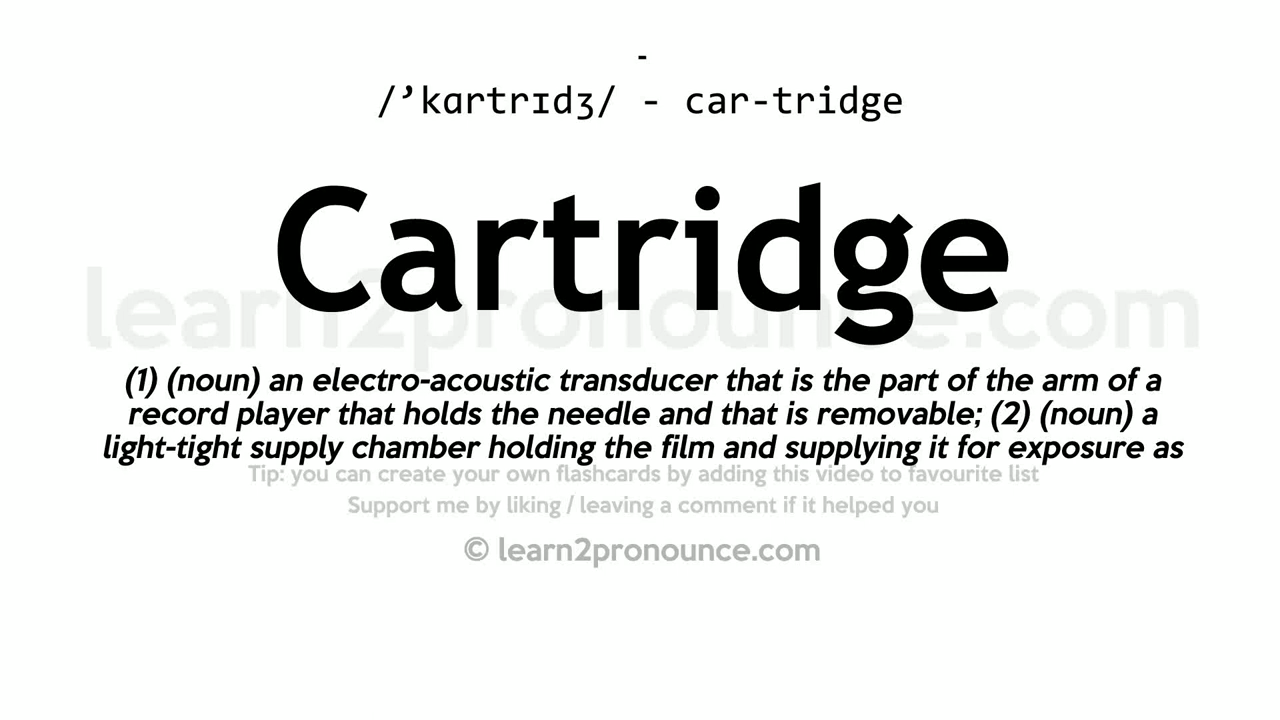 -
/’kɑrtrɪdʒ/ - car-tridge
Cartridge
learn2pronounce.com
(1) (noun) an electro-acoustic transducer that is the part of the arm of a
record player that holds the needle and that is removable; (2) (noun) a
light-tight supply chamber holding the film and supplying it for exposure as
Tip: you can create your own flashcards by adding this video to favourite list
Support me by liking / leaving a comment if it helped you
© learn2pronounce.com